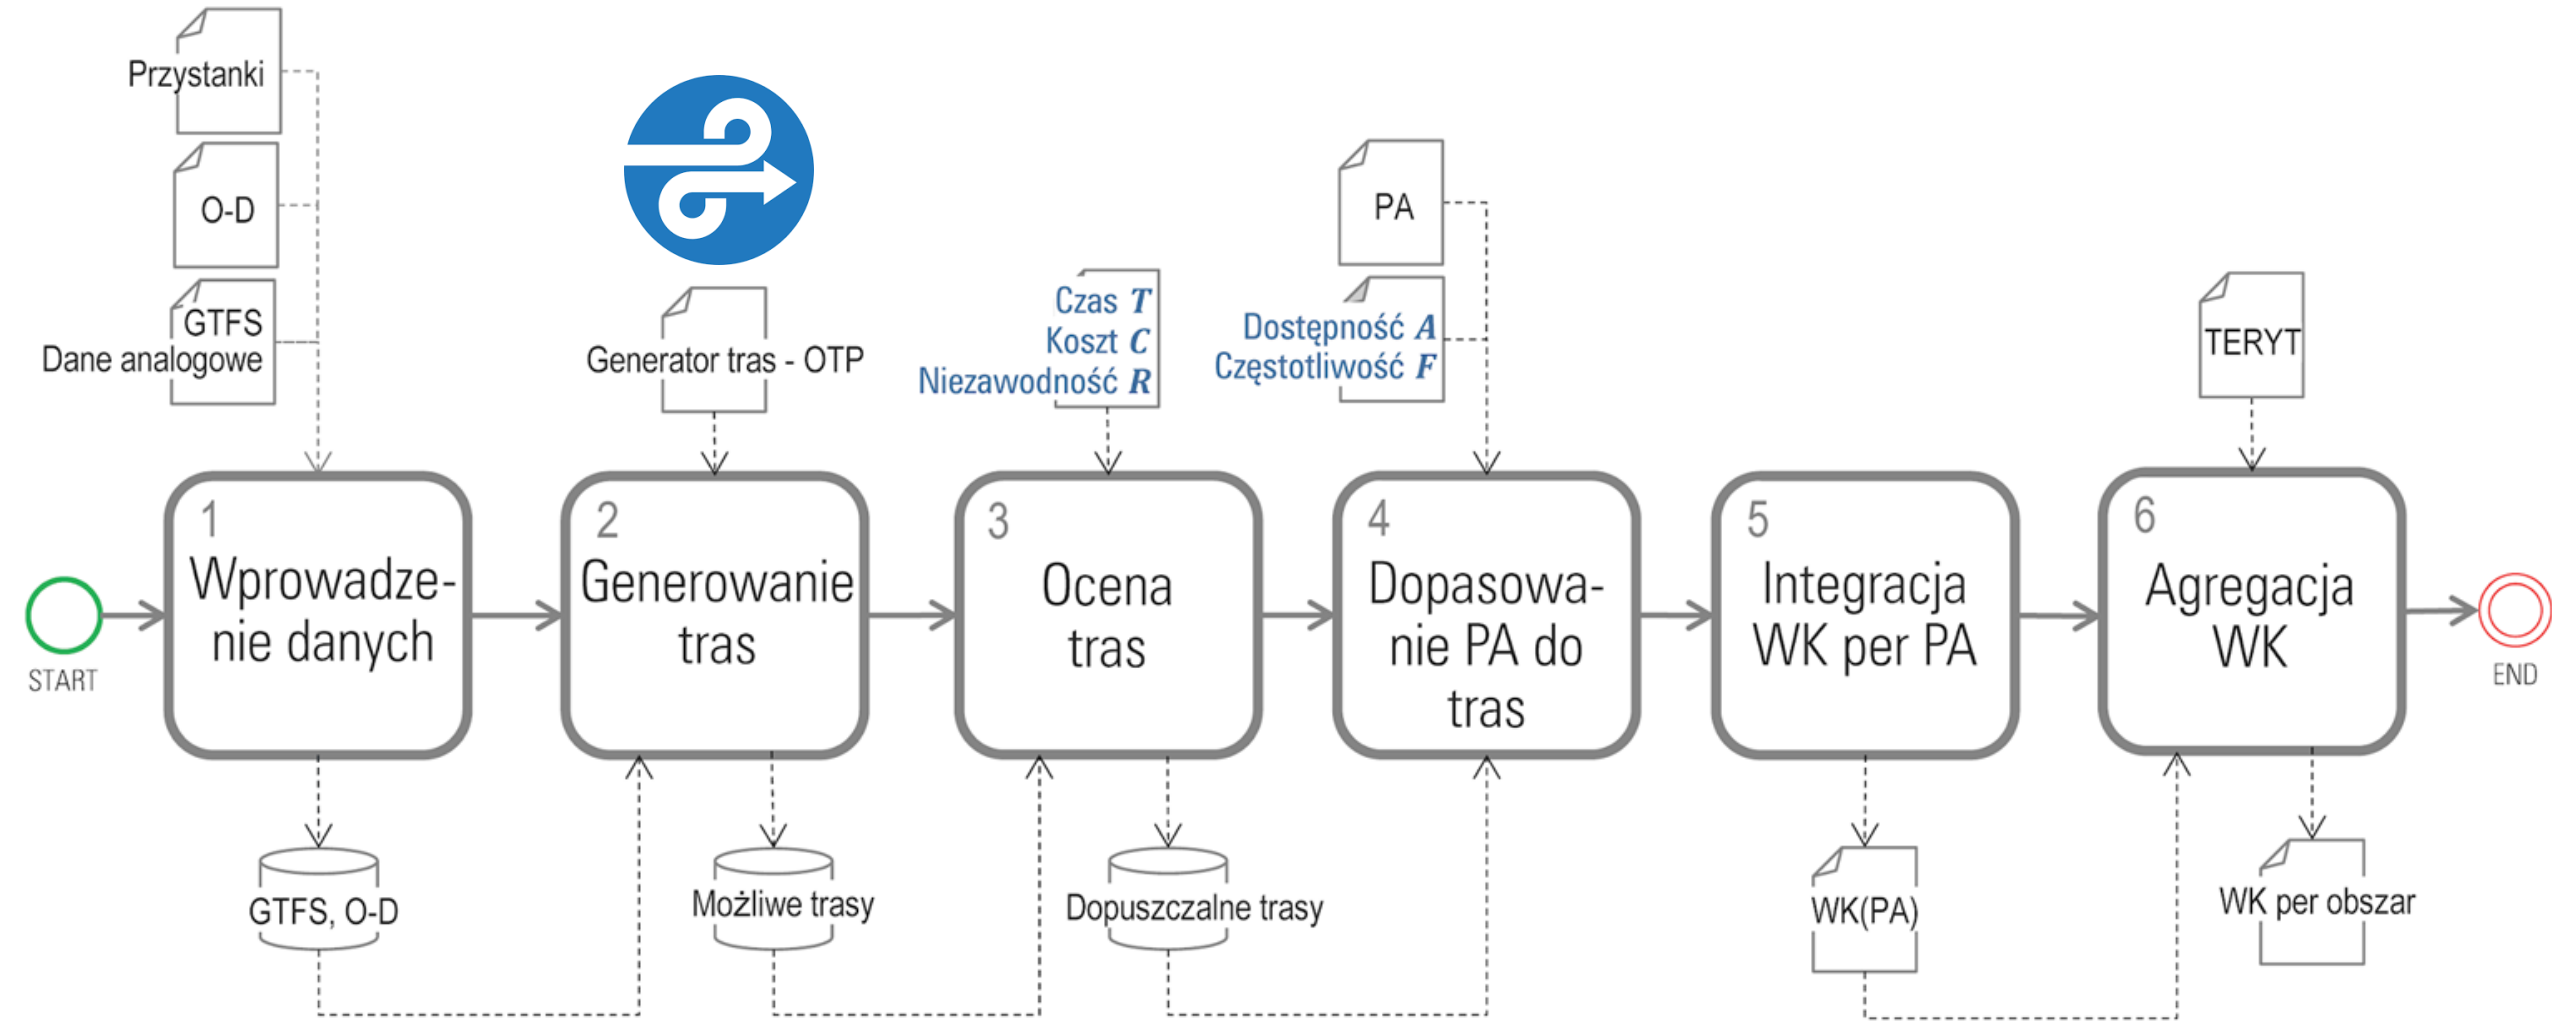 Przystanki
O-D
GTFS
Dane analogowe
Generator tras - OTP
Czas T
Koszt C
Niezawodność R
PA
Dostępność A
Częstotliwość F
TERYT
START
1
Wprowadze-
nie danych
2
Generowanie
tras
3
Ocena
tras
4
Dopasowa-
nie PA do
tras
5
Integracja
WK per PA
6
Agregacja
WK
END
GTFS, O-D
Możliwe trasy
Dopuszczalne trasy
WK(PA)
WK per obszar